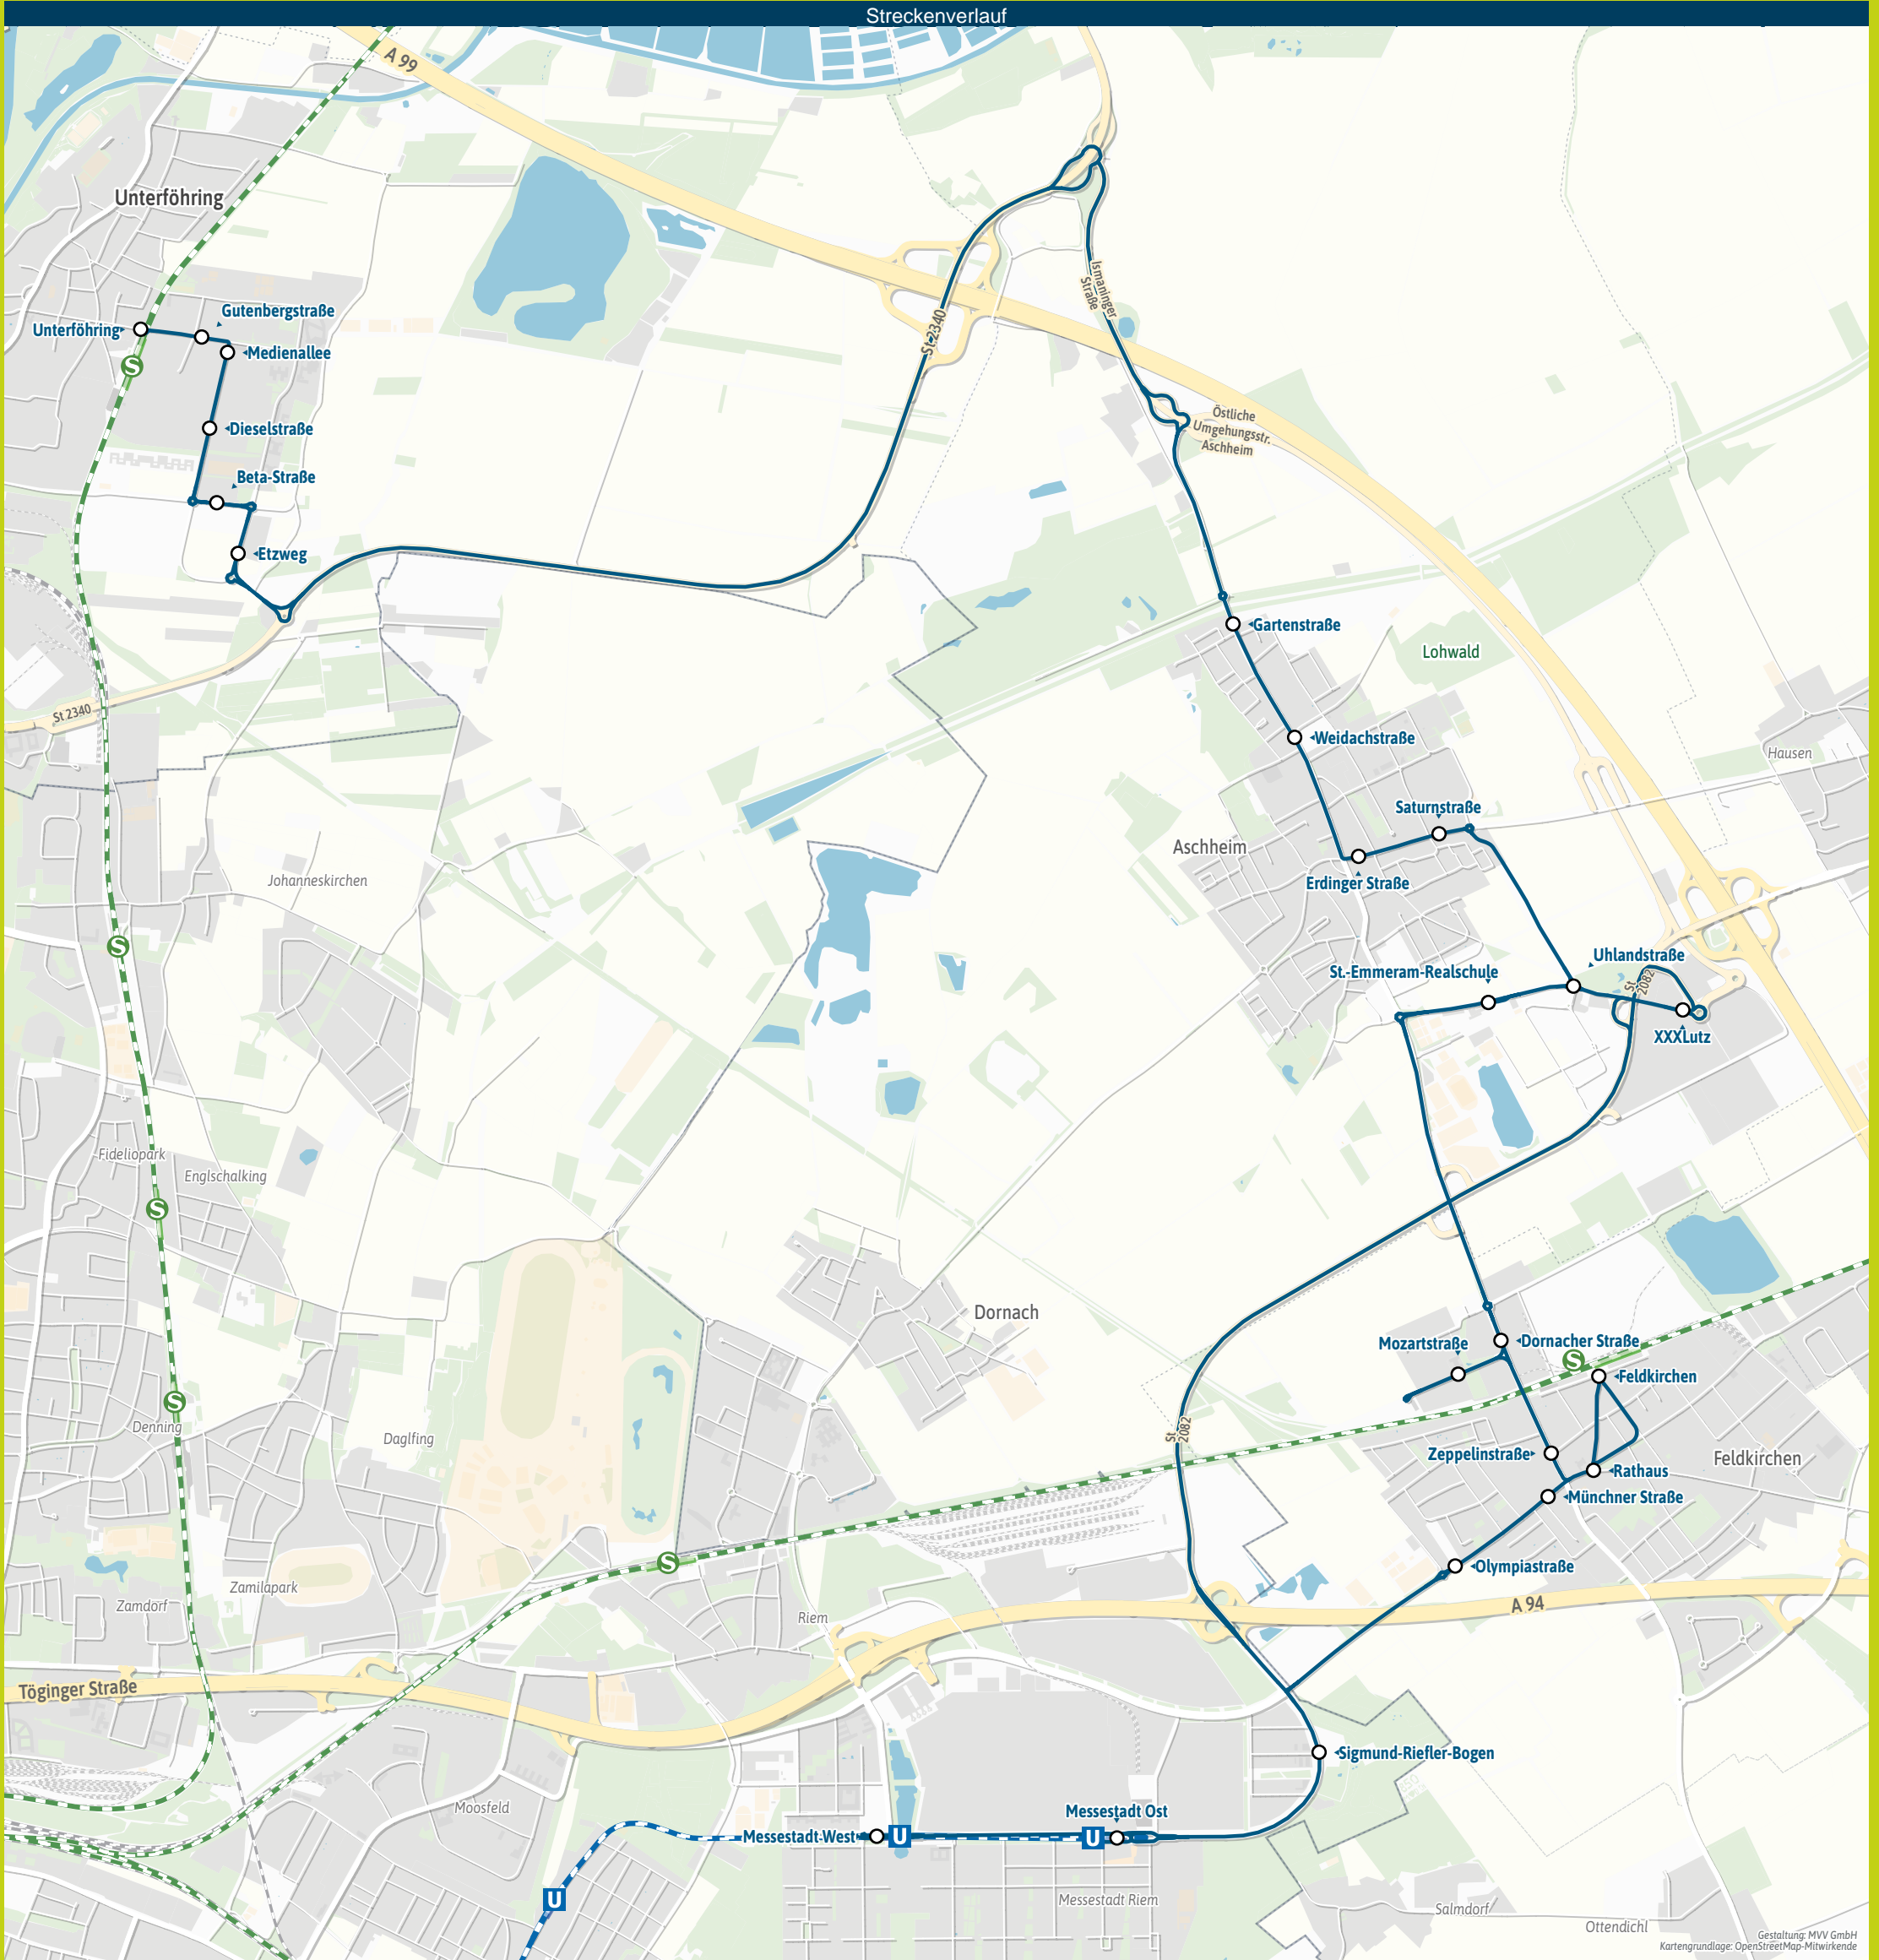 Streckenverlauf
A 99
Unterföhring
Ismaninger
Straße
Gutenbergstraße
Unterföhring
Medienallee
S
St 2340
Östliche
Umgehungsstr.
Aschheim
Dieselstraße
Beta-Straße
Etzweg
Gartenstraße
Lohwald
St 2340
Weidachstraße
Hausen
Saturnstraße
Aschheim
Johanneskirchen
Erdinger Straße
S
Uhlandstraße
St.-Emmeram-Realschule
St
2082
XXXLutz
Fideliopark
Englschalking
S
Dornach
Mozartstraße
Dornacher Straße
S
Feldkirchen
S
Denning
Daglfing
St
2082
Zeppelinstraße
Feldkirchen
Rathaus
Münchner Straße
S
Olympiastraße
Zamilapark
Zamdorf
Riem
A 94
Töginger Straße
Sigmund-Riefler-Bogen
Moosfeld
Messestadt Ost
Messestadt West
U
U
U
Messestadt Riem
Salmdorf
Ottendichl
Gestaltung: MVV GmbH
Kartengrundlage: OpenStreetMap-Mitwirkende